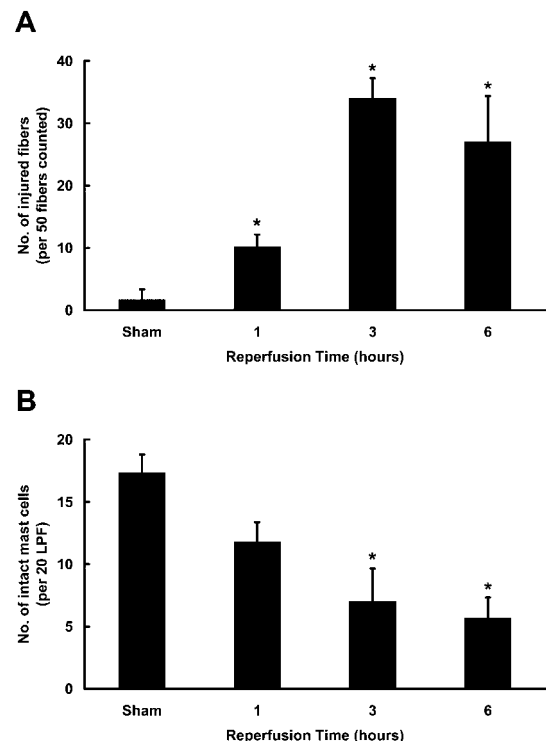 A
No. of injured fibers
(per 50 fibers counted)
40
30
20
10
0
*
*
*
Sham 1 3 6
Reperfusion Time (hours)
B
No. of intact mast cells
(per 20 LPF)
20
15
10
5
0
*
*
Sham 1 3 6
Reperfusion Time (hours)